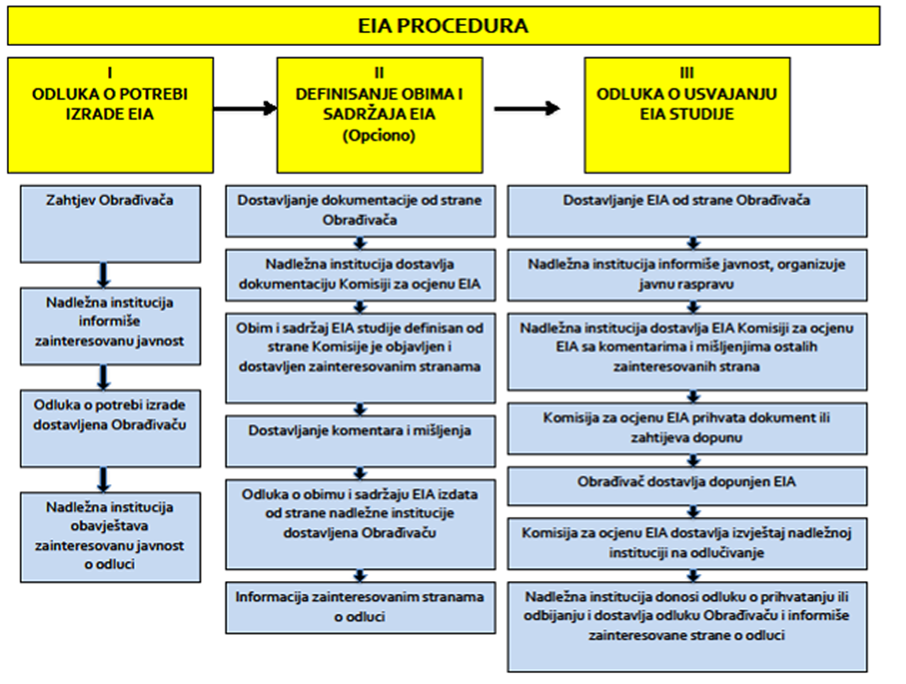 EIA PROCEDURA
I
ODLUKA O POTREBI
IZRADE EIA
II
DEFINISANJE OBIMA I
SADRŽAJA EIA
(Opciono)
III
ODLUKA O USVAJANJU
EIA STUDIJE
Zahtjev Obrađivača
Nadležna institucija
informiše
zainteresovanu javnost
Odluka o potrebi izrade
dostavljena Obrađivaču
Nadležna institucija
obavještava
zainteresovanu javnost
o odluci
Dostavljanje dokumentacije od strane
Obrađivača
Nadležna institucija dostavlja
dokumentaciju Komisiji za ocjenu EIA
Obim i sadržaj EIA studije definisan od
strane Komisije je objavljen i
dostavljen zainteresovanim stranama
Dostavljanje komentara i mišljenja
Odluka o obimu i sadržaju EIA izdata
od strane nadležne institucije
dostavljena Obrađivaču
Informacija zainteresovanim stranama
o odluci
Dostavljanje EIA od strane Obrađivača
Nadležna institucija informiše javnost, organizuje
javnu raspravu
Nadležna institucija dostavlja EIA Komisiji za ocjenu
EIA sa komentarima i mišljenjima ostalih
zainteresovanih strana
Komisija za ocjenu EIA prihvata dokument ili
zahtijeva dopunu
Obrađivač dostavlja dopunjen EIA
Komisija za ocjenu EIA dostavlja izvještaj nadležnoj
instituciji na odlučivanje
Nadležna institucija donosi odluku o prihvatanju ili
odbijanju i dostavlja odluku Obrađivaču i informiše
zainteresovane strane o odluci